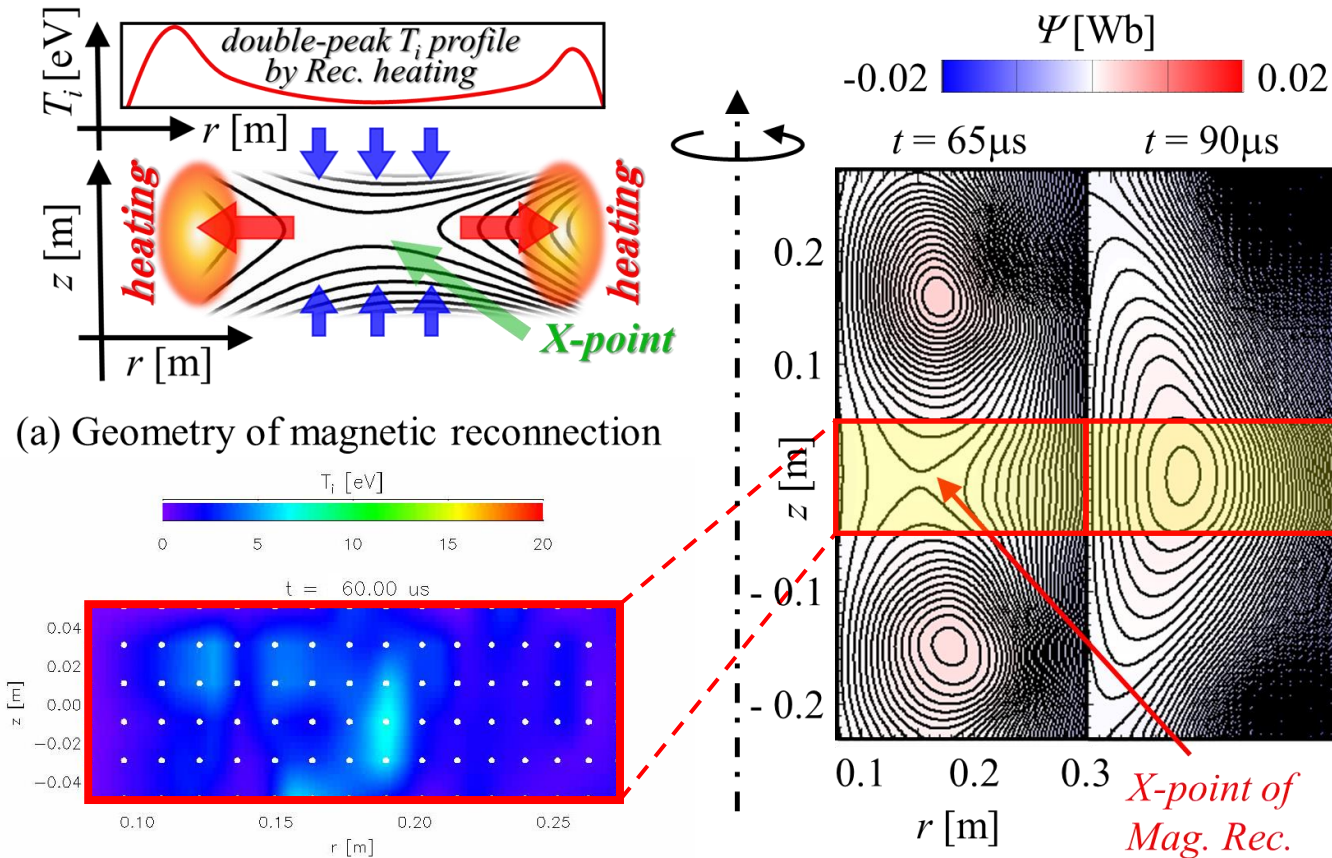 double-peak Ti profile
by Rec. heating
Ti [eV]
r [m]
z [m]
heating
heating
X-point
r [m]
(a) Geometry of magnetic reconnection
Ti [eV]
0 5 10 15 20
t = 60.00 us
0.04
0.02
0.00
-0.02
-0.04
z [m]
0.10 0.15 0.20 0.25
r [m]
Ψ [Wb]
-0.02 0.02
t = 65μs t = 90μs
0.2
0.1
z [m]
- 0.1
- 0.2
0.1 0.2 0.3
r [m]
X-point of
Mag. Rec.